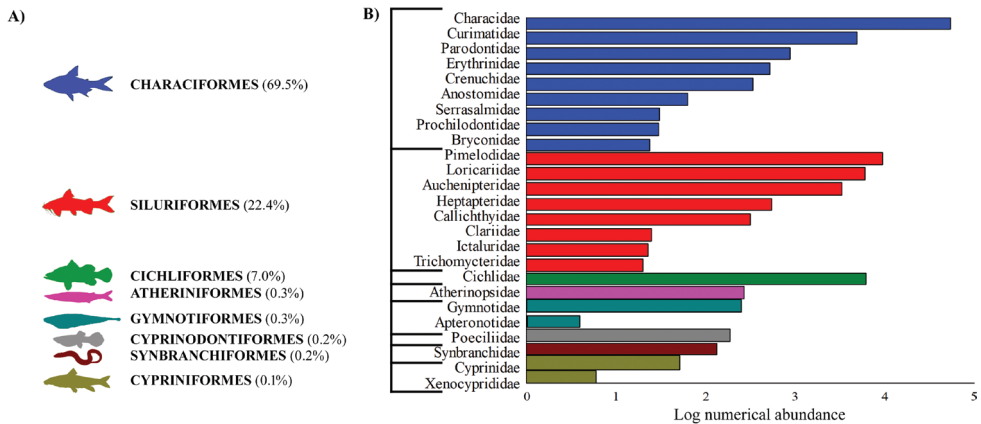 A)
CHARACIFORMES (69.5%)
SILURIFORMES (22.4%)
CICHLIFORMES (7.0%)
ATHERINIFORMES (0.3%)
GYMNOTIFORMES (0.3%)
CYPRINODONTIFORMES (0.2%)
SYNBRANCHIFORMES (0.2%)
CYPRINIFORMES (0.1%)
B)
Characidae
Curimatidae
Parodontidae
Erythrinidae
Crenuchidae
Anostomidae
Serrasalmidae
Prochilodontidae
Bryconidae
Pimelodidae
Loricariidae
Auchenipteridae
Heptapteridae
Callichthyidae
Clariidae
Ictaluridae
Trichomycteridae
Cichlidae
Atherinopsidae
Gymnotidae
Apteronotidae
Poeciliidae
Synbranchidae
Cyprinidae
Xenocyprididae
0 1 2 3 4 5
Log numerical abundance